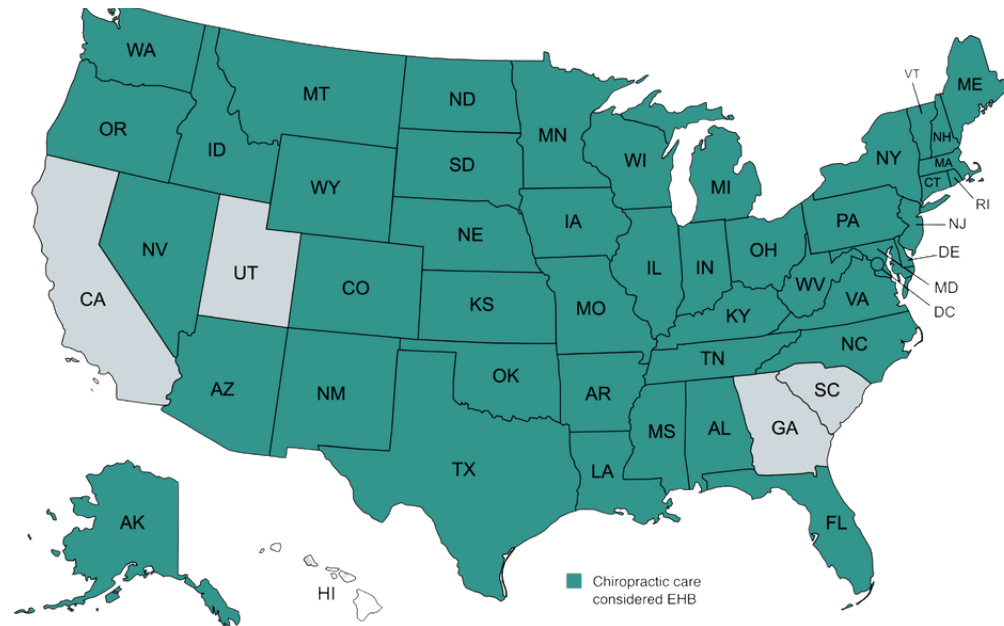 WA
MT
ND
MN
VT
ME
OR
ID
SD
WI
NH
NY
MA
WY
MI
CT
RI
IA
PA
NJ
NE
NV
OH
DE
UT
IL
IN
CA
CO
WV
MD
KS
MO
VA
DC
KY
NC
TN
AZ
OK
NM
AR
SC
MS
AL
GA
TX
LA
AK
FL
HI
Chiropractic care
considered EHB